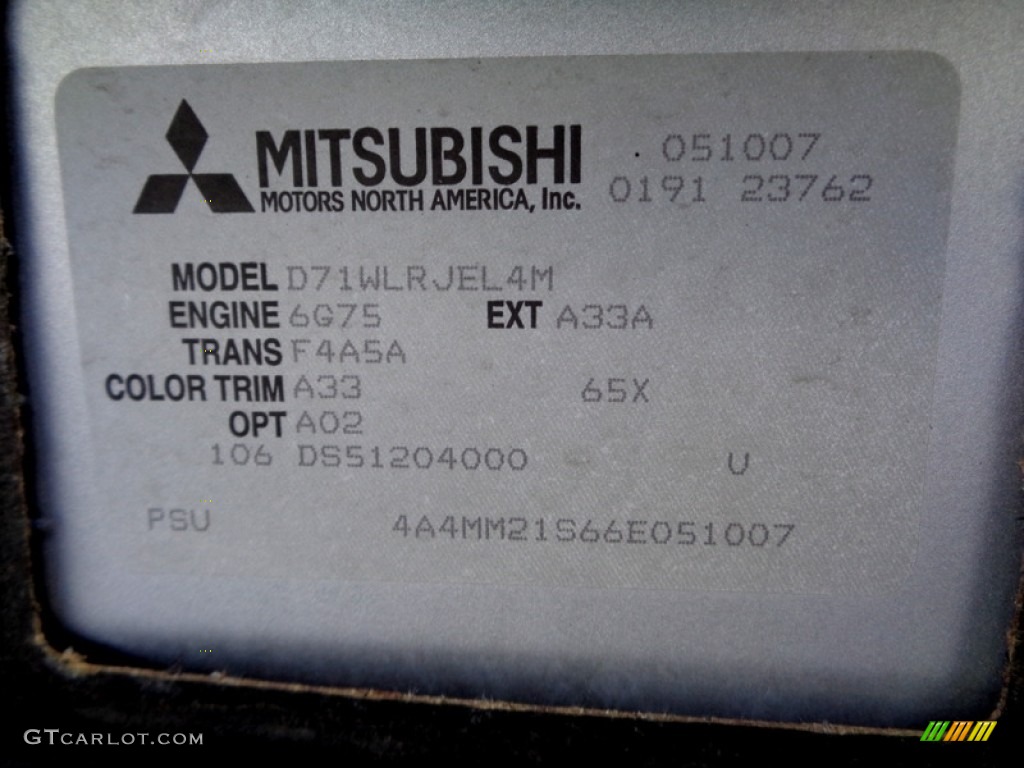 MITSUBISHI 051007
MOTORS NORTH AMERICA, Inc. 0191 23762
MODEL D71WLRJEL4M
ENGINE 6G75 EXT A33A
TRANS F4A5A
COLOR TRIM A33 65X
OPT A02
106 DS51204000 U
PSU 4A4MM21S66E051007
GTCARLOT.COM